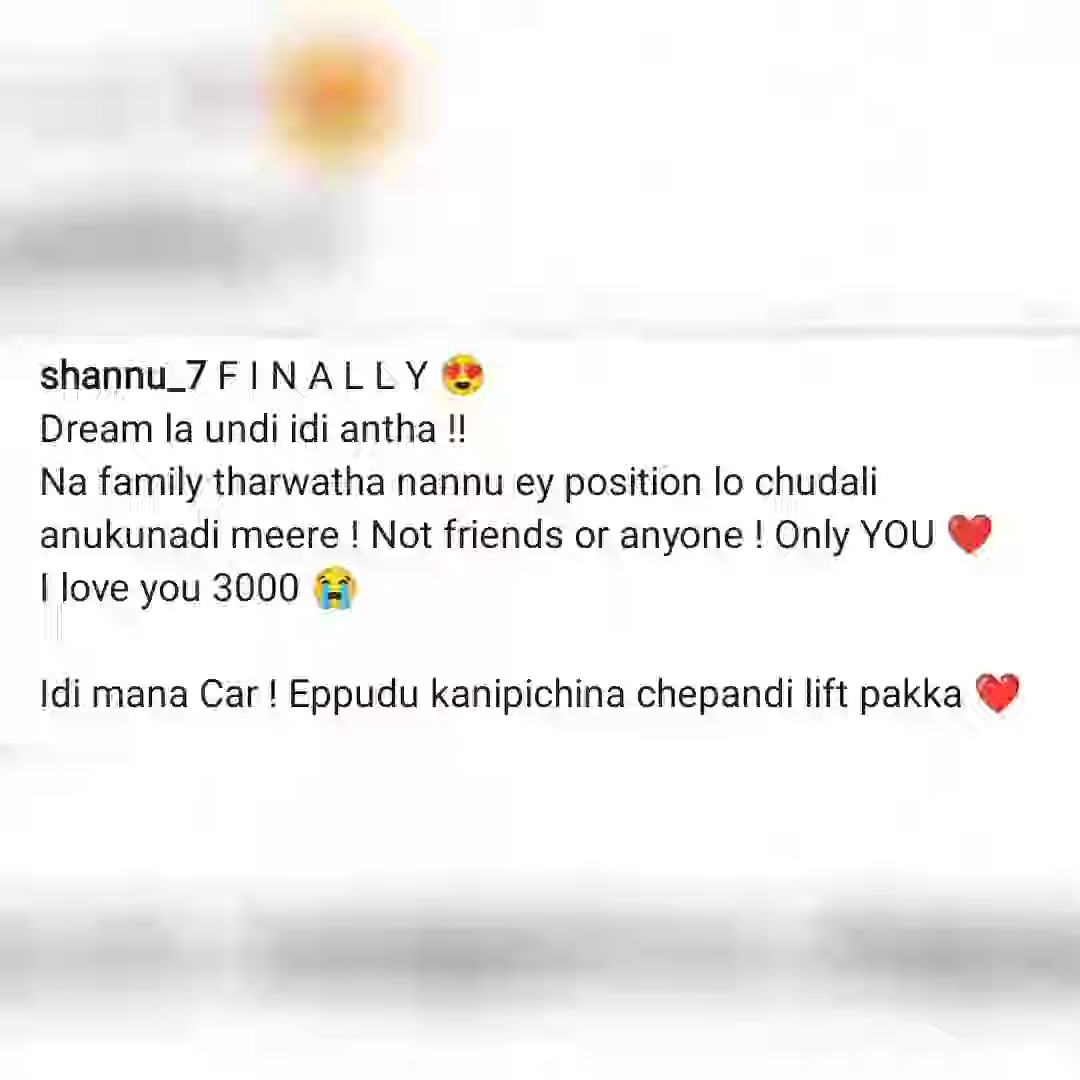 shannu_7 F I N A L L Y 😍
Dream la undi idi antha !!
Na family tharwatha nannu ey position lo chudali
anukunadi meere ! Not friends or anyone ! Only YOU ❤️
I love you 3000 😭
Idi mana Car ! Eppudu kanipichina chepandi lift pakka ❤️